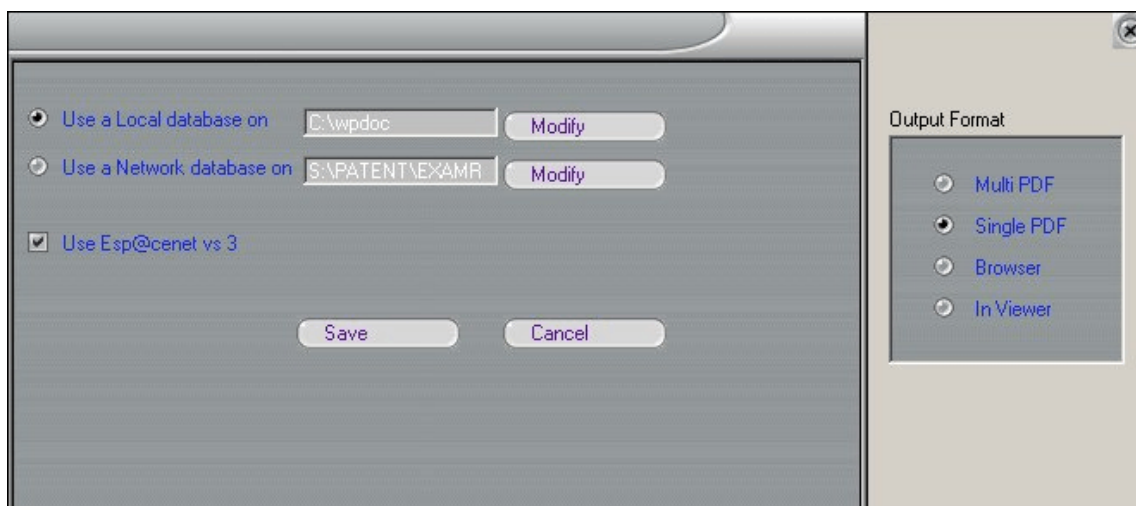 Use a Local database on C:\wpdoc Modify
Use a Network database on S:\PATENT\EXAMR Modify
Use Esp@cenet vs 3
Save Cancel
Output Format
Multi PDF
Single PDF
Browser
In Viewer